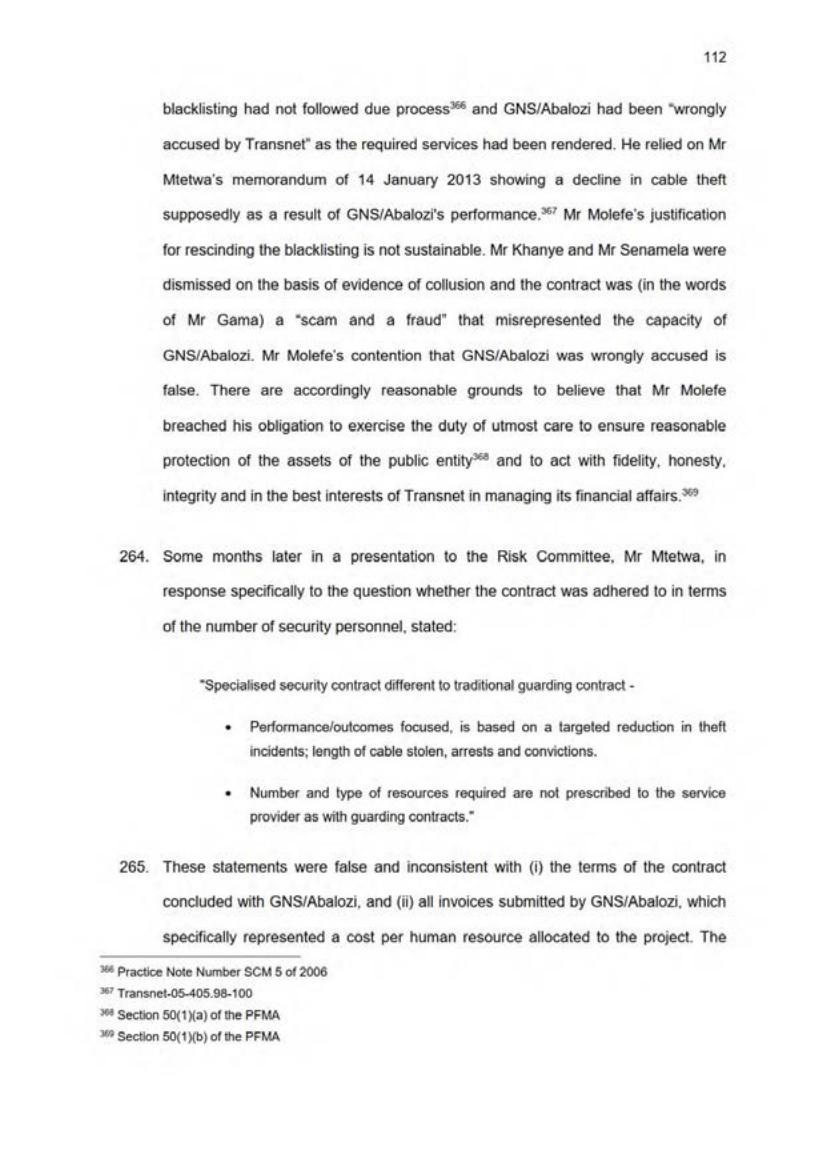 112
blacklisting had not followed due process366 and GNS/Abalozi had been “wrongly
accused by Transnet” as the required services had been rendered. He relied on Mr
Mtetwa’s memorandum of 14 January 2013 showing a decline in cable theft
supposedly as a result of GNS/Abalozi's performance.367 Mr Molefe’s justification
for rescinding the blacklisting is not sustainable. Mr Khanye and Mr Senamela were
dismissed on the basis of evidence of collusion and the contract was (in the words
of Mr Gama) a “scam and a fraud” that misrepresented the capacity of
GNS/Abalozi. Mr Molefe’s contention that GNS/Abalozi was wrongly accused is
false. There are accordingly reasonable grounds to believe that Mr Molefe
breached his obligation to exercise the duty of utmost care to ensure reasonable
protection of the assets of the public entity368 and to act with fidelity, honesty,
integrity and in the best interests of Transnet in managing its financial affairs.369
264. Some months later in a presentation to the Risk Committee, Mr Mtetwa, in
response specifically to the question whether the contract was adhered to in terms
of the number of security personnel, stated:
"Specialised security contract different to traditional guarding contract -
• Performance/outcomes focused, is based on a targeted reduction in theft
incidents; length of cable stolen, arrests and convictions.
• Number and type of resources required are not prescribed to the service
provider as with guarding contracts."
265. These statements were false and inconsistent with (i) the terms of the contract
concluded with GNS/Abalozi, and (ii) all invoices submitted by GNS/Abalozi, which
specifically represented a cost per human resource allocated to the project. The
366 Practice Note Number SCM 5 of 2006
367 Transnet-05-405.98-100
368 Section 50(1)(a) of the PFMA
369 Section 50(1)(b) of the PFMA